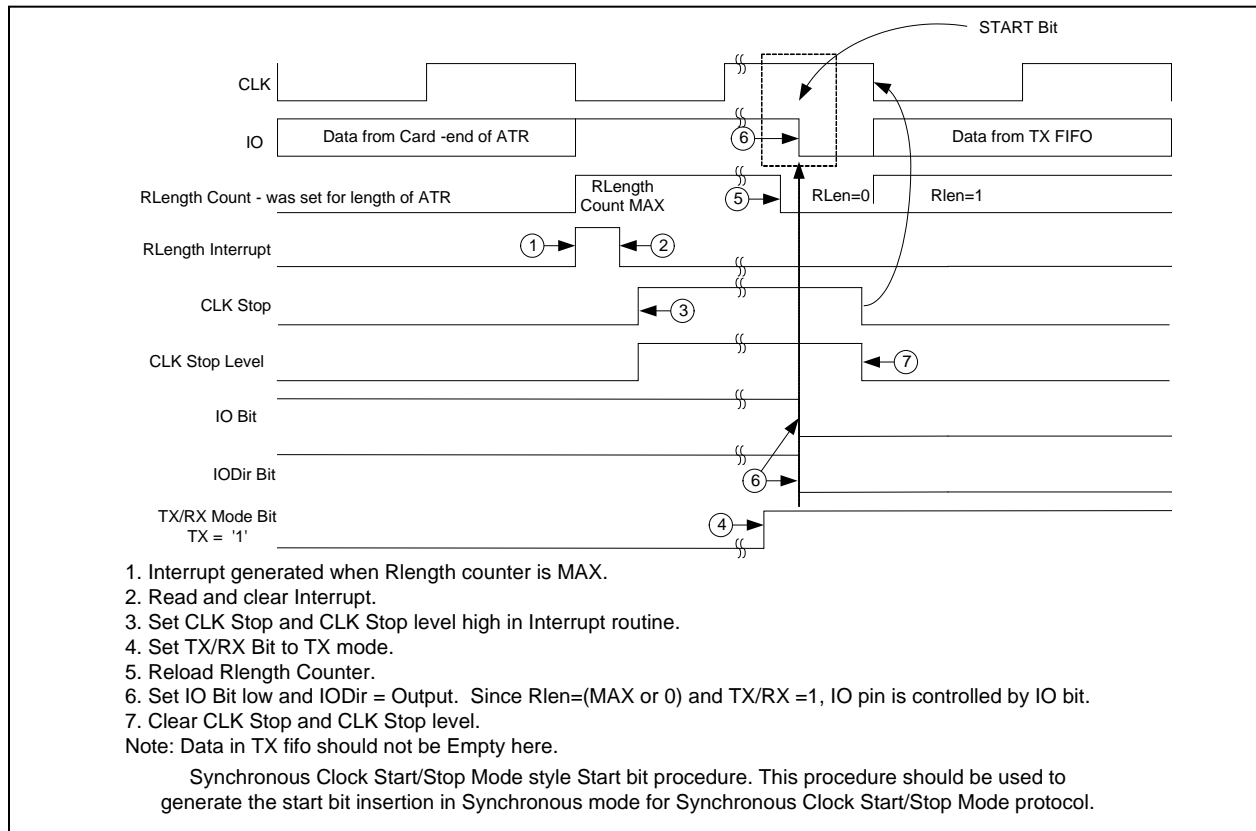 START Bit
CLK
IO
Data from Card -end of ATR
6
Data from TX FIFO
RLength Count - was set for length of ATR
RLength
Count MAX
5
RLen=0
Rlen=1
RLength Interrupt
1
2
CLK Stop
3
CLK Stop Level
7
IO Bit
IODir Bit
6
TX/RX Mode Bit
TX = '1'
4
1. Interrupt generated when Rlength counter is MAX.
2. Read and clear Interrupt.
3. Set CLK Stop and CLK Stop level high in Interrupt routine.
4. Set TX/RX Bit to TX mode.
5. Reload Rlength Counter.
6. Set IO Bit low and IODir = Output. Since Rlen=(MAX or 0) and TX/RX =1, IO pin is controlled by IO bit.
7. Clear CLK Stop and CLK Stop level.
Note: Data in TX fifo should not be Empty here.
Synchronous Clock Start/Stop Mode style Start bit procedure. This procedure should be used to
generate the start bit insertion in Synchronous mode for Synchronous Clock Start/Stop Mode protocol.